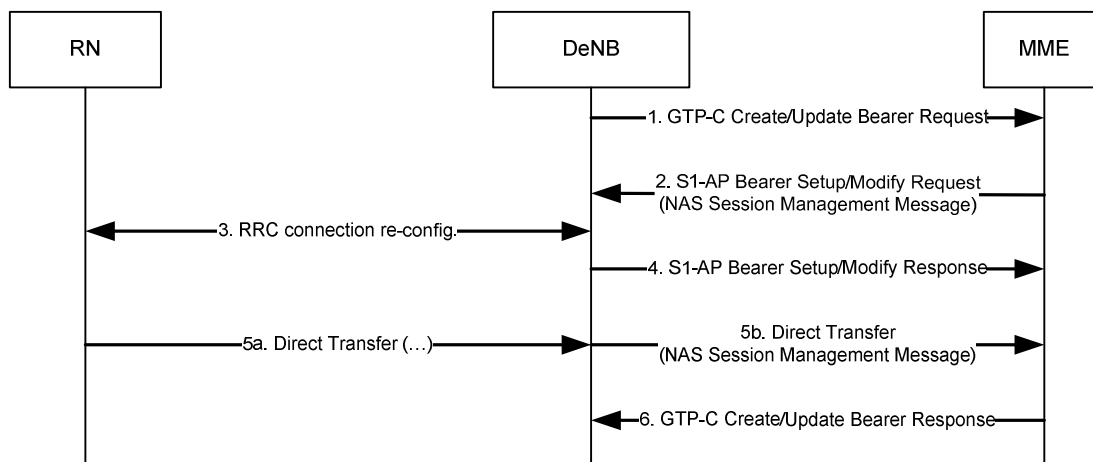 RN
DeNB
MME
1. GTP-C Create/Update Bearer Request
2. S1-AP Bearer Setup/Modify Request
(NAS Session Management Message)
3. RRC connection re-config.
4. S1-AP Bearer Setup/Modify Response
5a. Direct Transfer (…)
5b. Direct Transfer
(NAS Session Management Message)
6. GTP-C Create/Update Bearer Response